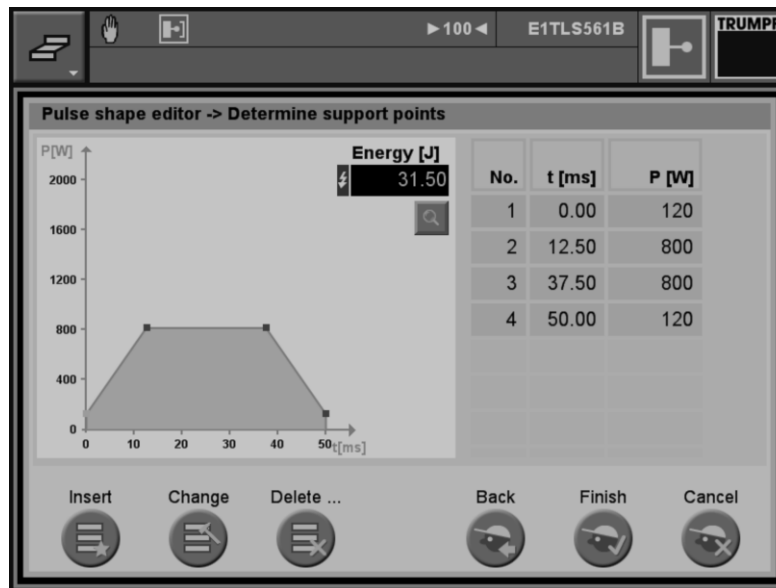 ▶100◀
E1TLS561B
TRUMPF
Pulse shape editor -> Determine support points
P[W]
Energy [J]
31.50
2000
1600
1200
800
400
0
0 10 20 30 40 50 t[ms]
No. t [ms] P [W]
1 0.00 120
2 12.50 800
3 37.50 800
4 50.00 120
Insert Change Delete ... Back Finish Cancel